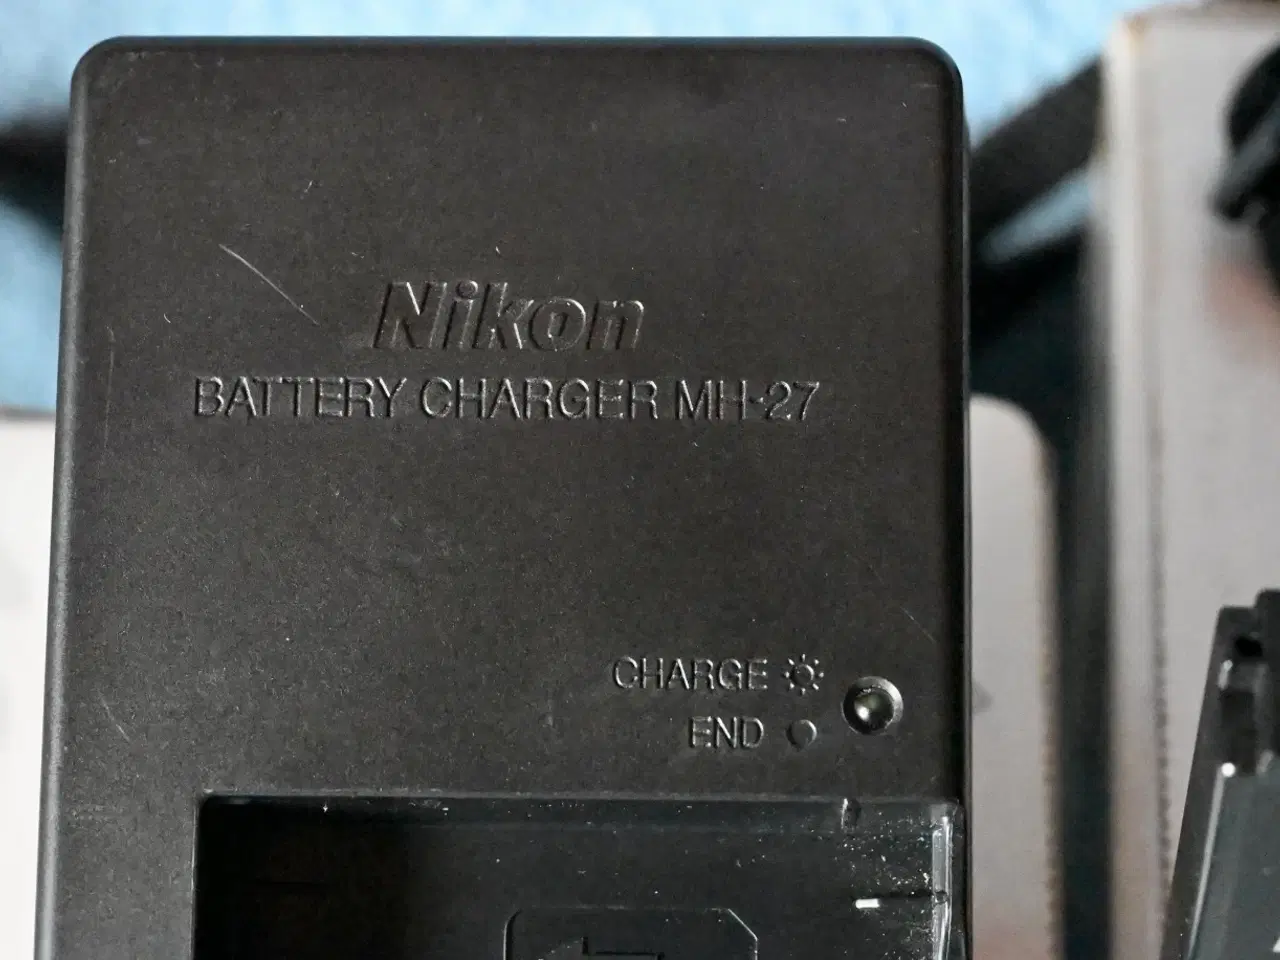 Nikon
BATTERY CHARGER MH-27
CHARGE
END